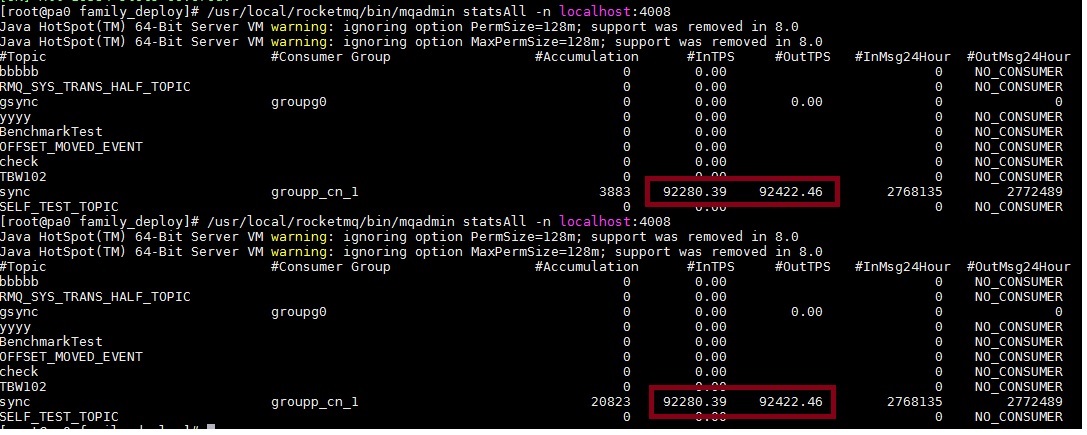 [root@pa0 family_deploy]# /usr/local/rocketmq/bin/mqadmin statsAll -n localhost:4008
Java HotSpot(TM) 64-Bit Server VM warning: ignoring option PermSize=128m; support was removed in 8.0
Java HotSpot(TM) 64-Bit Server VM warning: ignoring option MaxPermSize=128m; support was removed in 8.0
#Topic #Consumer Group #Accumulation #InTPS #OutTPS #InMsg24Hour #OutMsg24Hour
bbbbb 0 0.00 0 NO_CONSUMER
RMQ_SYS_TRANS_HALF_TOPIC 0 0.00 0 NO_CONSUMER
gsync groupg0 0 0.00 0.00 0 0
yyyy 0 0.00 0 NO_CONSUMER
BenchmarkTest 0 0.00 0 NO_CONSUMER
OFFSET_MOVED_EVENT 0 0.00 0 NO_CONSUMER
check 0 0.00 0 NO_CONSUMER
TBW102 0 0.00 0 NO_CONSUMER
sync groupp_cn_1 3883 92280.39 92422.46 2768135 2772489
SELF_TEST_TOPIC 0 0.00 0 NO_CONSUMER
[root@pa0 family_deploy]# /usr/local/rocketmq/bin/mqadmin statsAll -n localhost:4008
Java HotSpot(TM) 64-Bit Server VM warning: ignoring option PermSize=128m; support was removed in 8.0
Java HotSpot(TM) 64-Bit Server VM warning: ignoring option MaxPermSize=128m; support was removed in 8.0
#Topic #Consumer Group #Accumulation #InTPS #OutTPS #InMsg24Hour #OutMsg24Hour
bbbbb 0 0.00 0 NO_CONSUMER
RMQ_SYS_TRANS_HALF_TOPIC 0 0.00 0 NO_CONSUMER
gsync groupg0 0 0.00 0.00 0 0
yyyy 0 0.00 0 NO_CONSUMER
BenchmarkTest 0 0.00 0 NO_CONSUMER
OFFSET_MOVED_EVENT 0 0.00 0 NO_CONSUMER
check 0 0.00 0 NO_CONSUMER
TBW102 0 0.00 0 NO_CONSUMER
sync groupp_cn_1 20823 92280.39 92422.46 2768135 2772489
SELF_TEST_TOPIC 0 0.00 0 NO_CONSUMER
[root@pa0 family_deploy]#